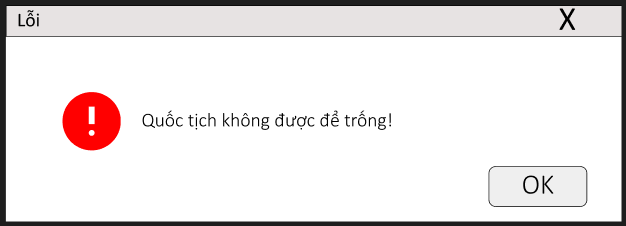 Lỗi X
Quốc tịch không được để trống!
OK